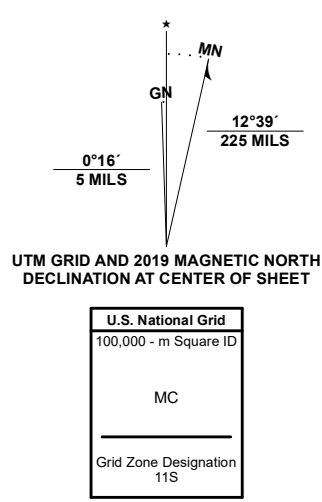 ★
MN
GN
12°39´
225 MILS
0°16´
5 MILS
UTM GRID AND 2019 MAGNETIC NORTH
DECLINATION AT CENTER OF SHEET
U.S. National Grid
100,000 - m Square ID
MC
Grid Zone Designation
11S